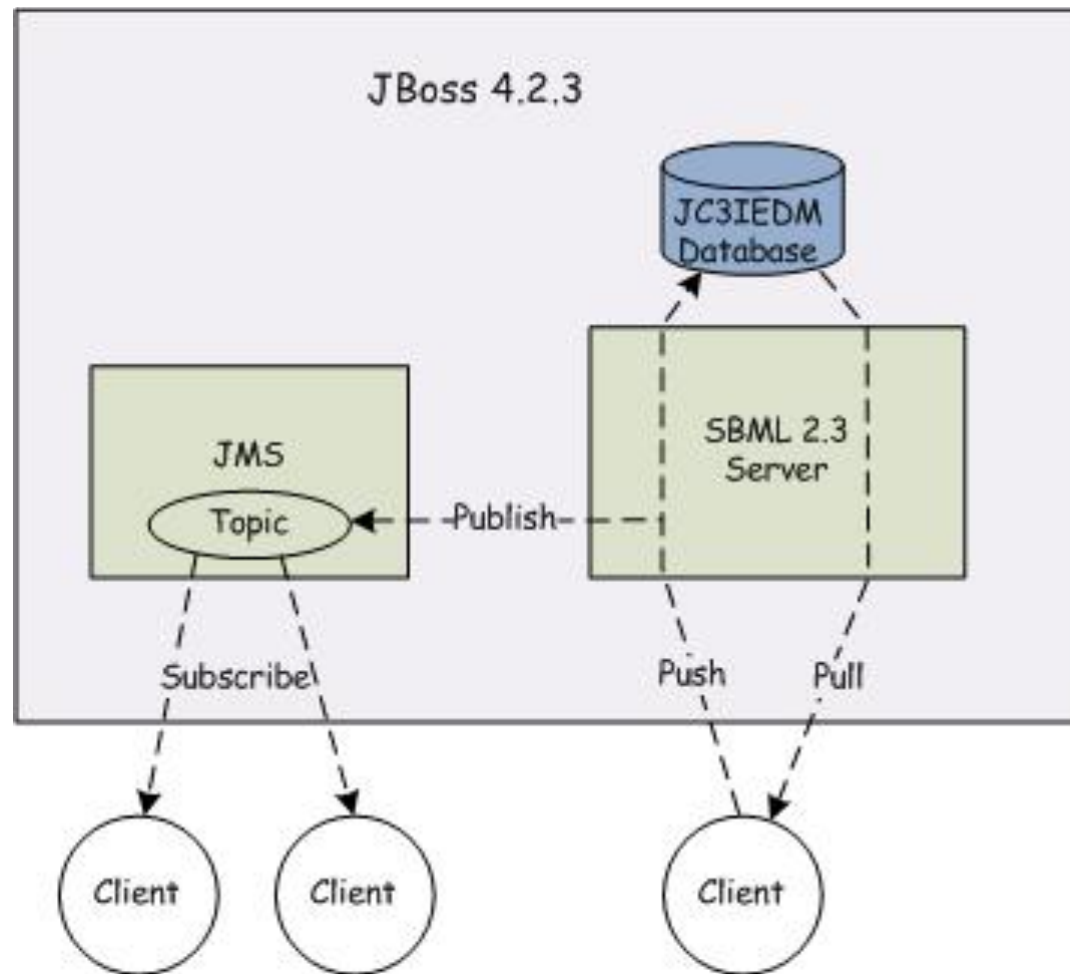 JBoss 4.2.3
JC3IEDM
Database
SBML 2.3
Server
JMS
Topic
Publish
Subscribe
Push
Pull
Client
Client
Client